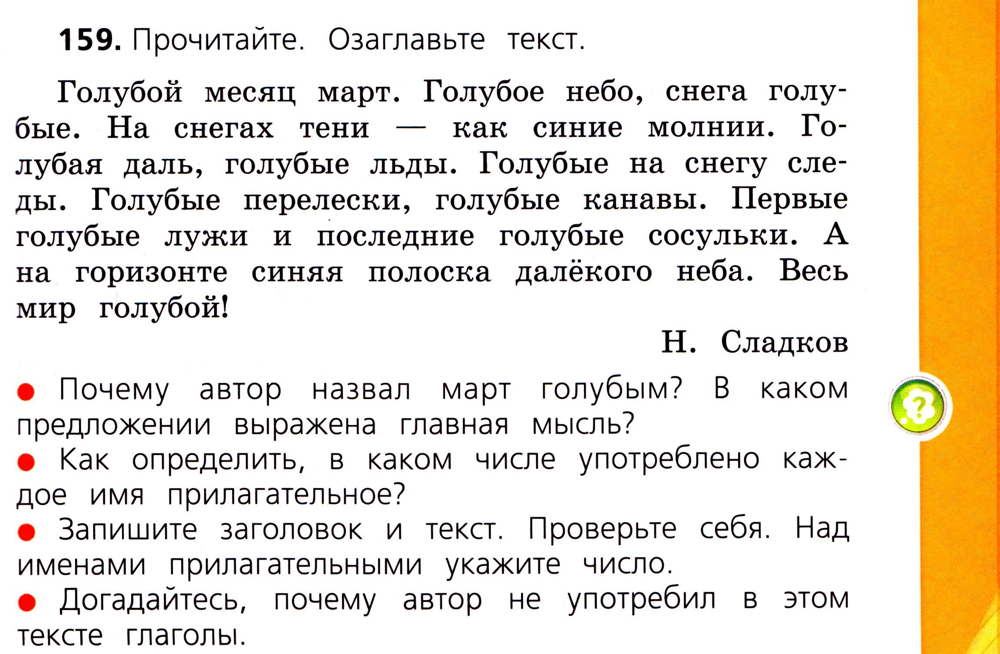 159. Прочитайте. Озаглавьте текст.
Голубой месяц март. Голубое небо, снега голу-
бые. На снегах тени — как синие молнии. Го-
лубая даль, голубые льды. Голубые на снегу сле-
ды. Голубые перелески, голубые канавы. Первые
голубые лужи и последние голубые сосульки. А
на горизонте синяя полоска далёкого неба. Весь
мир голубой!
Н. Сладков
● Почему автор назвал март голубым? В каком
предложении выражена главная мысль?
● Как определить, в каком числе употреблено каж-
дое имя прилагательное?
● Запишите заголовок и текст. Проверьте себя. Над
именами прилагательными укажите число.
● Догадайтесь, почему автор не употребил в этом
тексте глаголы.
?